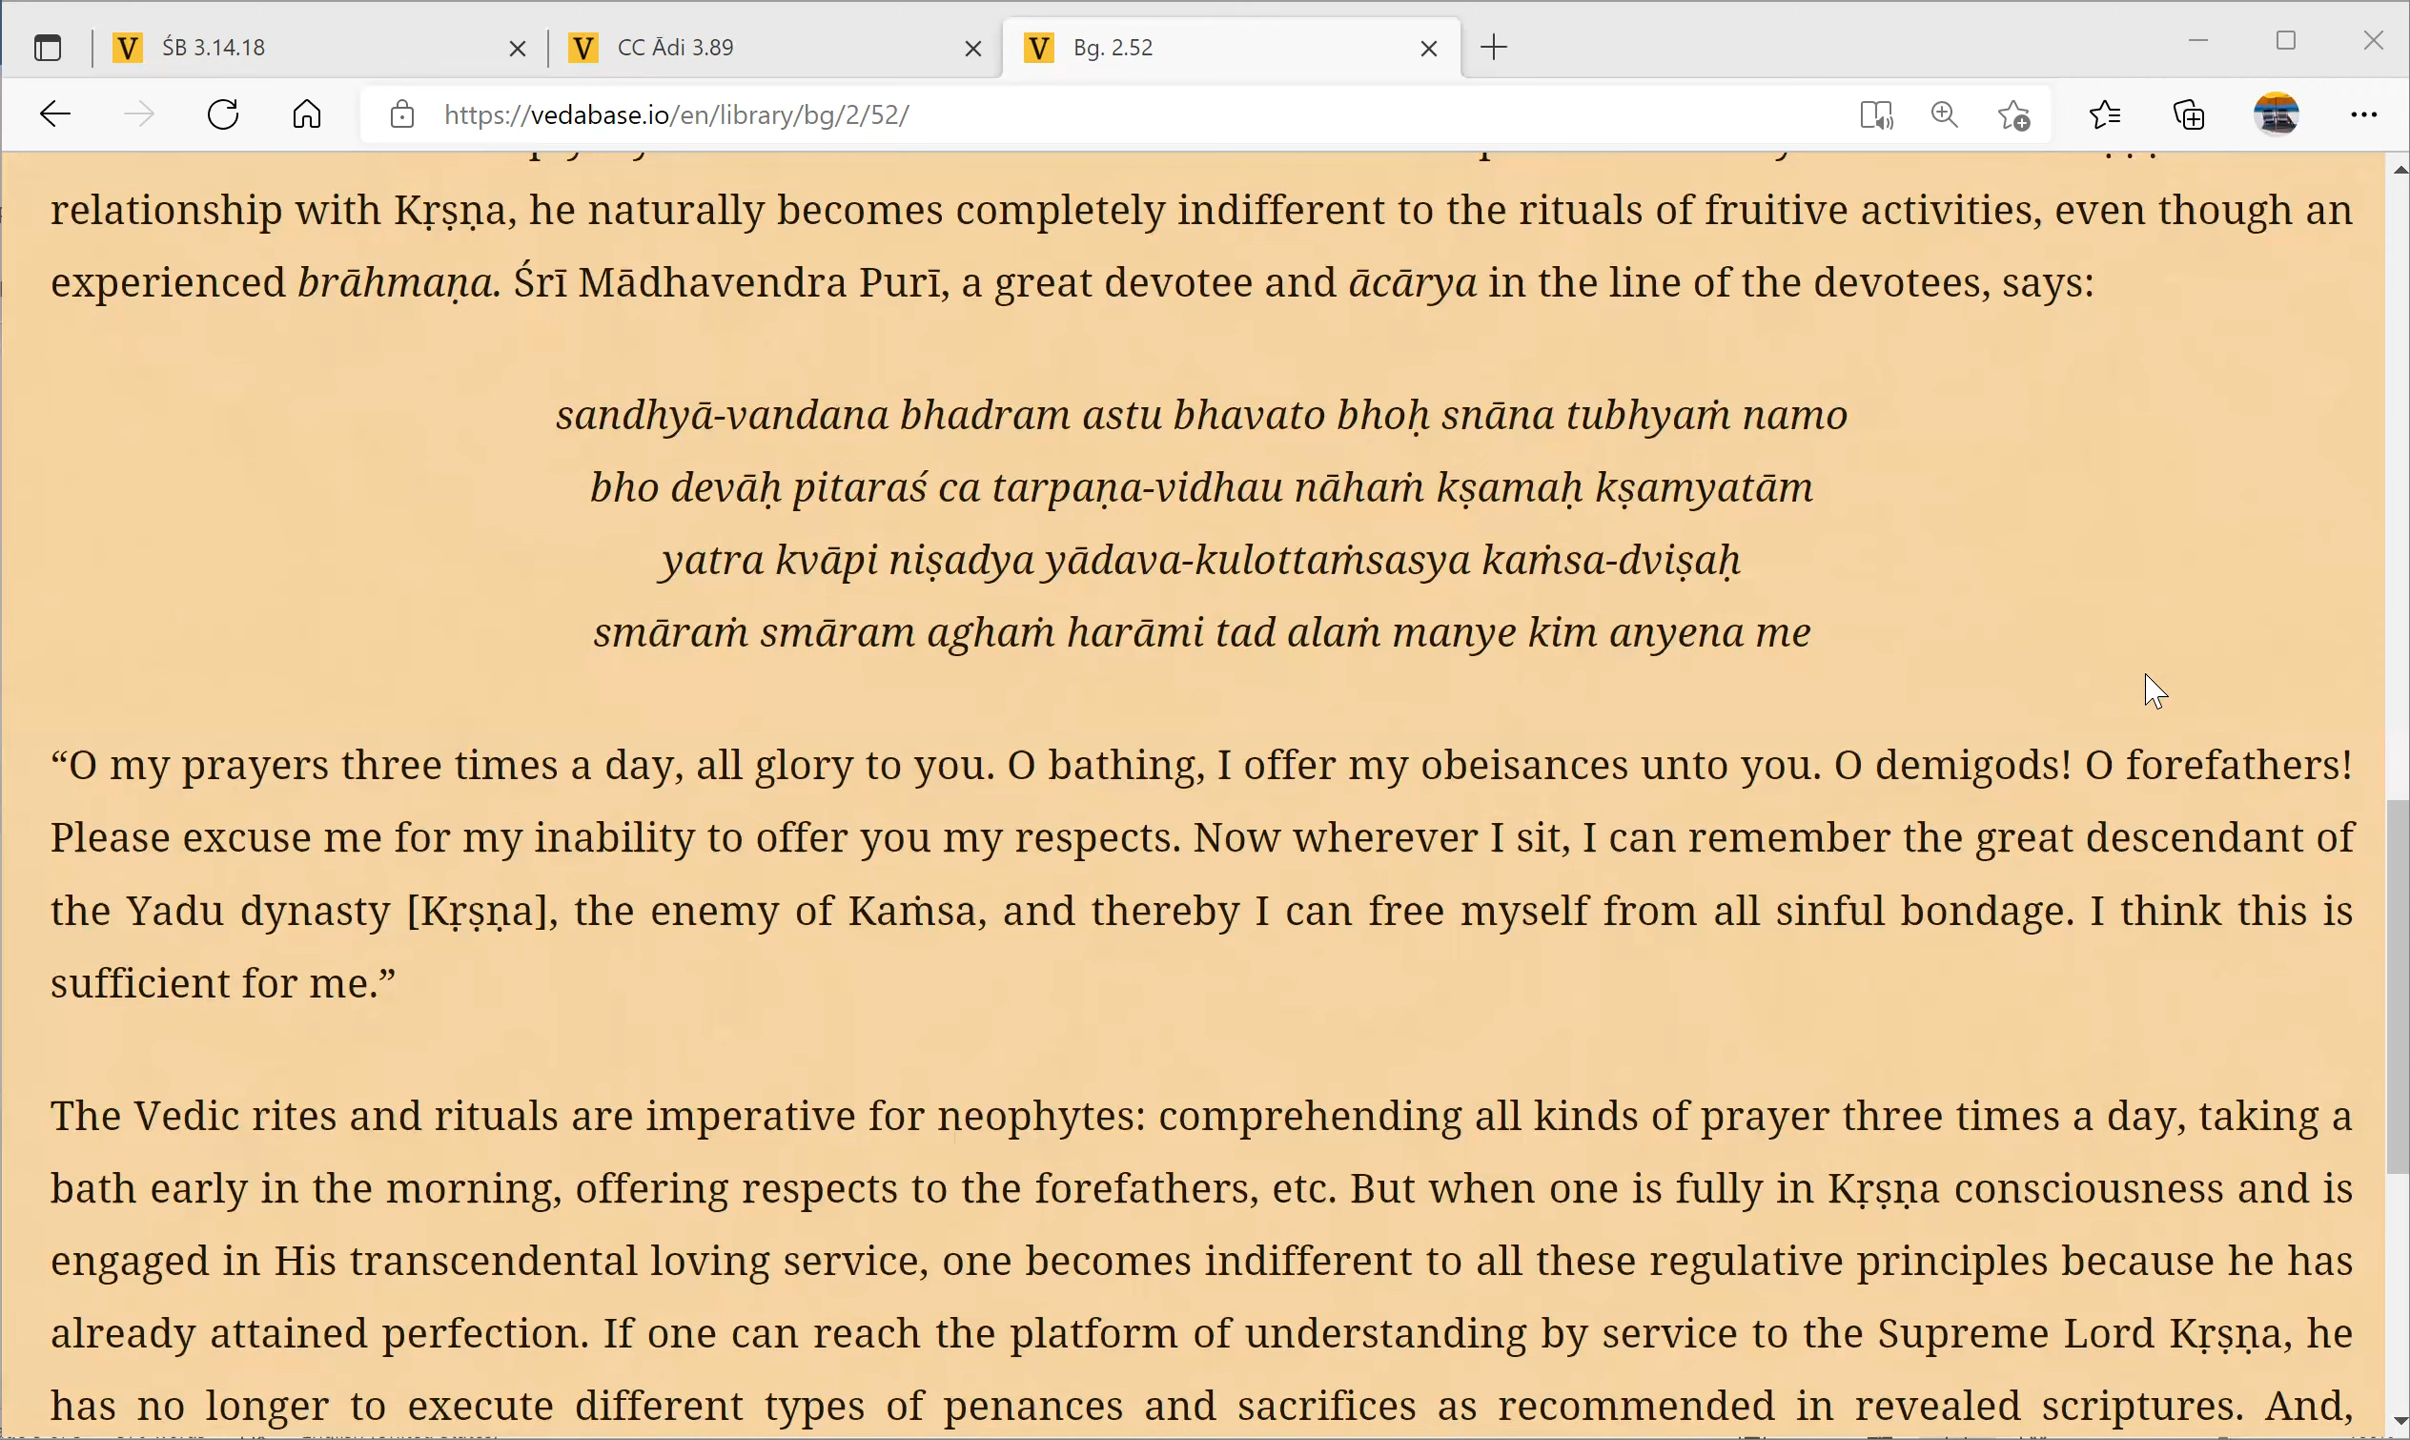 ŚB 3.14.18
CC Ādi 3.89
Bg. 2.52
https://vedabase.io/en/library/bg/2/52/
relationship with Kṛṣṇa, he naturally becomes completely indifferent to the rituals of fruitive activities, even though an
experienced brāhmaṇa. Śrī Mādhavendra Purī, a great devotee and ācārya in the line of the devotees, says:
sandhyā-vandana bhadram astu bhavato bhoḥ snāna tubhyaṁ namo
bho devāḥ pitaraś ca tarpaṇa-vidhau nāhaṁ kṣamaḥ kṣamyatām
yatra kvāpi niṣadya yādava-kulottaṁsasya kaṁsa-dviṣaḥ
smāraṁ smāram aghaṁ harāmi tad alaṁ manye kim anyena me
“O my prayers three times a day, all glory to you. O bathing, I offer my obeisances unto you. O demigods! O forefathers!
Please excuse me for my inability to offer you my respects. Now wherever I sit, I can remember the great descendant of
the Yadu dynasty [Kṛṣṇa], the enemy of Kaṁsa, and thereby I can free myself from all sinful bondage. I think this is
sufficient for me.”
The Vedic rites and rituals are imperative for neophytes: comprehending all kinds of prayer three times a day, taking a
bath early in the morning, offering respects to the forefathers, etc. But when one is fully in Kṛṣṇa consciousness and is
engaged in His transcendental loving service, one becomes indifferent to all these regulative principles because he has
already attained perfection. If one can reach the platform of understanding by service to the Supreme Lord Kṛṣṇa, he
has no longer to execute different types of penances and sacrifices as recommended in revealed scriptures. And,